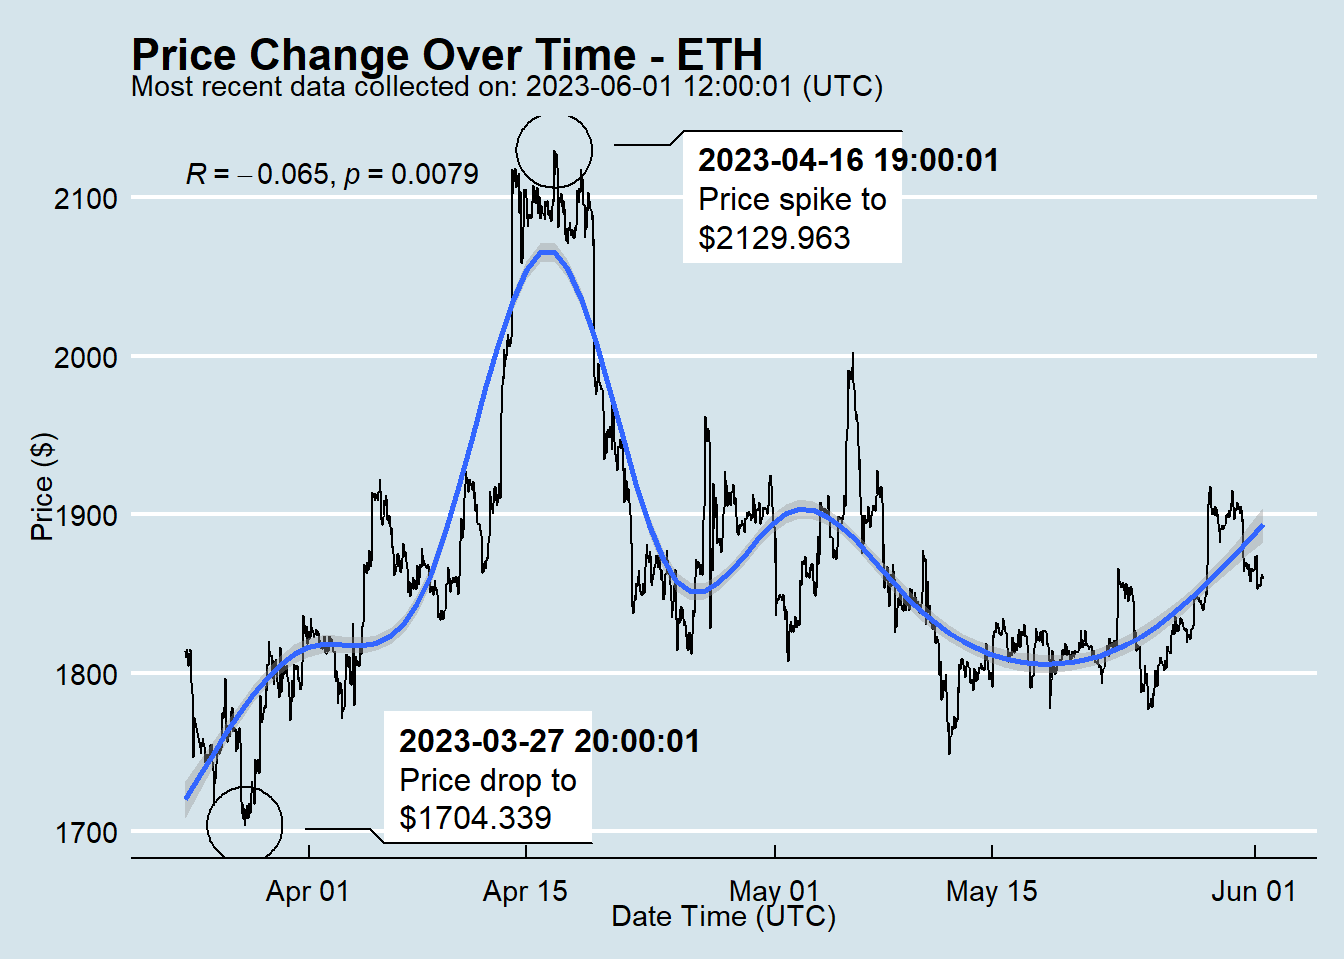 Price Change Over Time - ETH
Most recent data collected on: 2023-06-01 12:00:01 (UTC)
R = −0.065, p = 0.0079
2023-04-16 19:00:01
Price spike to
$2129.963
2100
2000
1900
1800
1700
Price ($)
2023-03-27 20:00:01
Price drop to
$1704.339
Apr 01
Apr 15
May 01
May 15
Jun 01
Date Time (UTC)